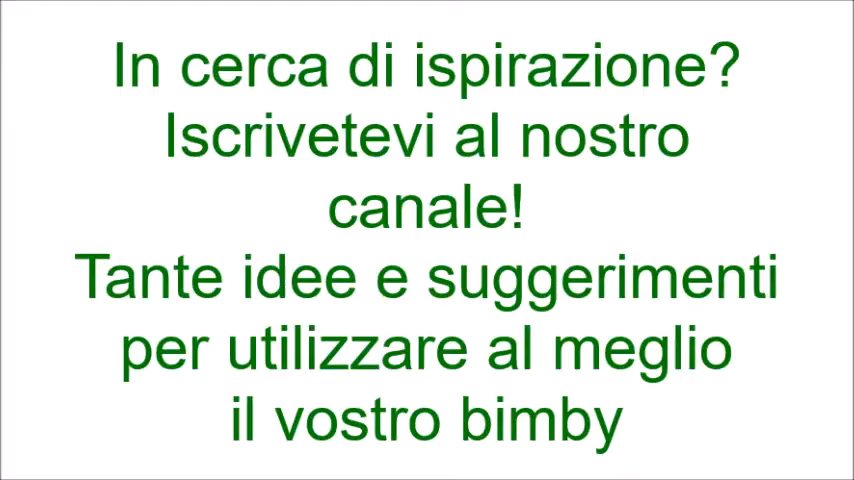 In cerca di ispirazione?
Iscrivetevi al nostro
canale!
Tante idee e suggerimenti
per utilizzare al meglio
il vostro bimby